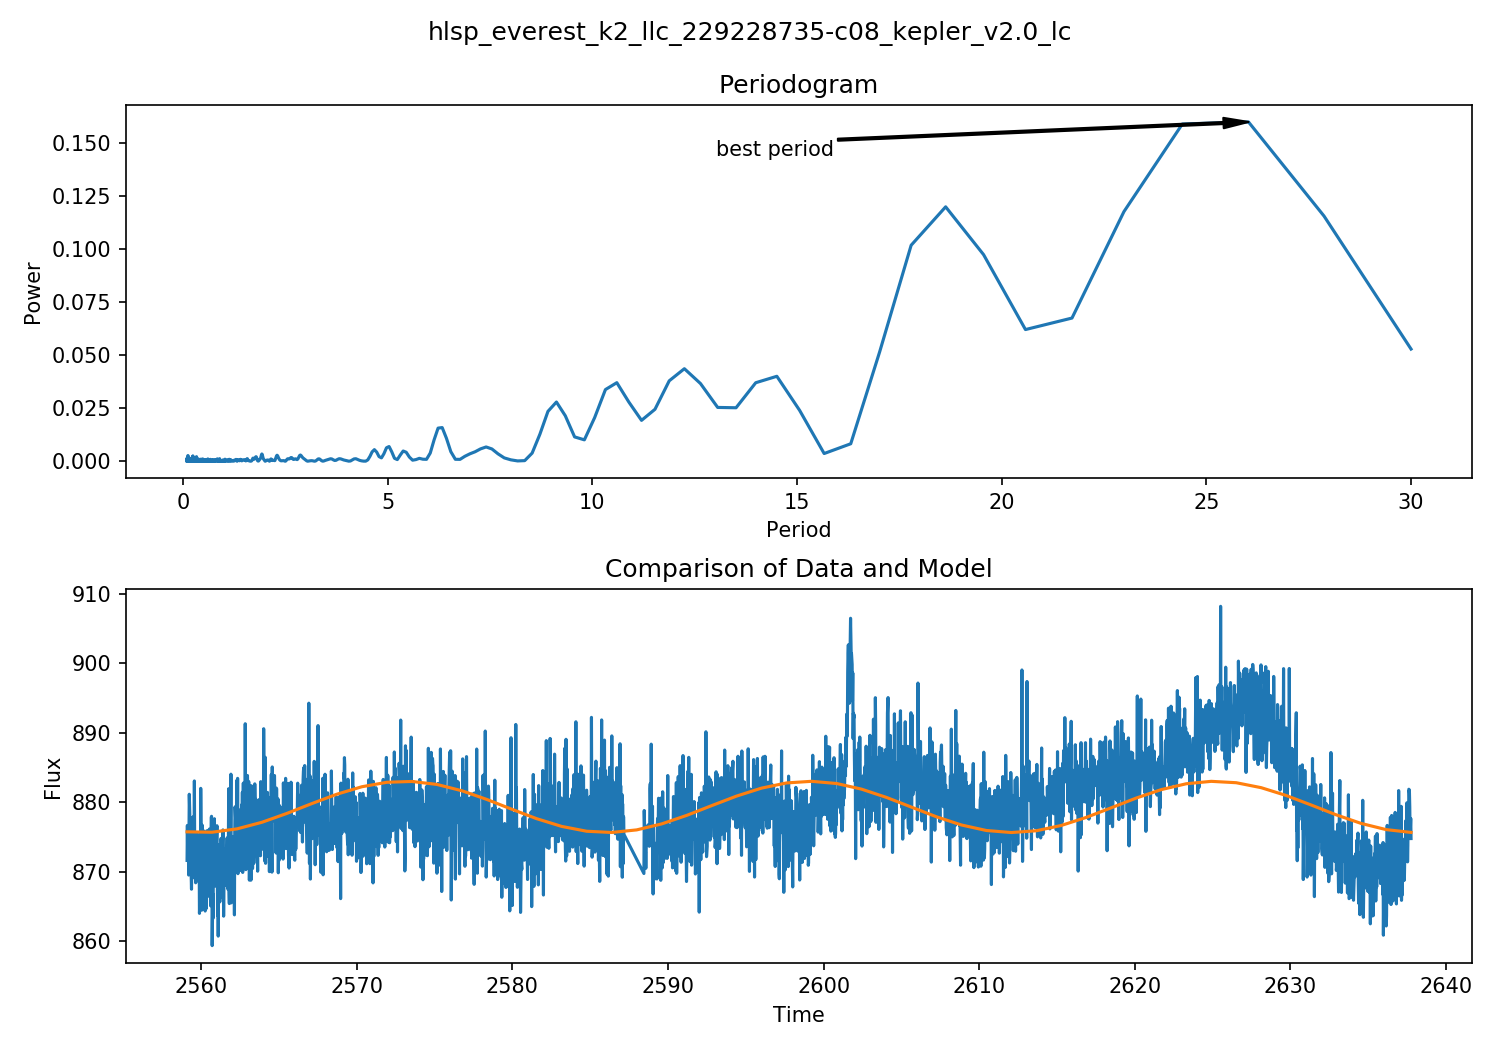 hlsp_everest_k2_llc_229228735-c08_kepler_v2.0_lc
Periodogram
Power
0.150
0.125
0.100
0.075
0.050
0.025
0.000
best period
0 5 10 15 20 25 30
Period
Comparison of Data and Model
Flux
910
900
890
880
870
860
2560 2570 2580 2590 2600 2610 2620 2630 2640
Time